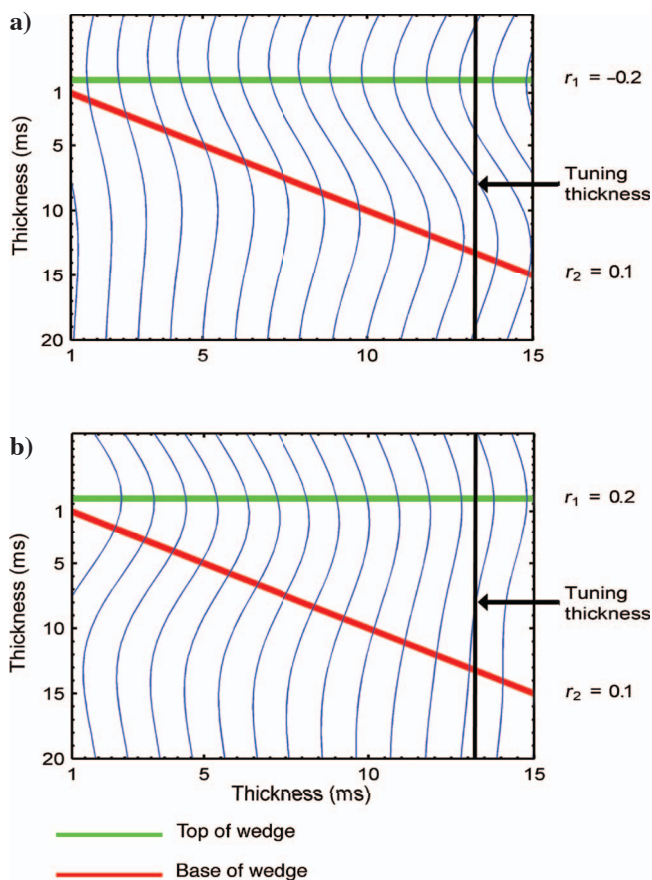 a)
r₁ = –0.2
1
5
10
15
20
Thickness (ms)
Tuning
thickness
r₂ = 0.1
1 5 10 15
b)
r₁ = 0.2
1
5
10
15
20
Thickness (ms)
Tuning
thickness
r₂ = 0.1
1 5 10 15
Thickness (ms)
Top of wedge
Base of wedge